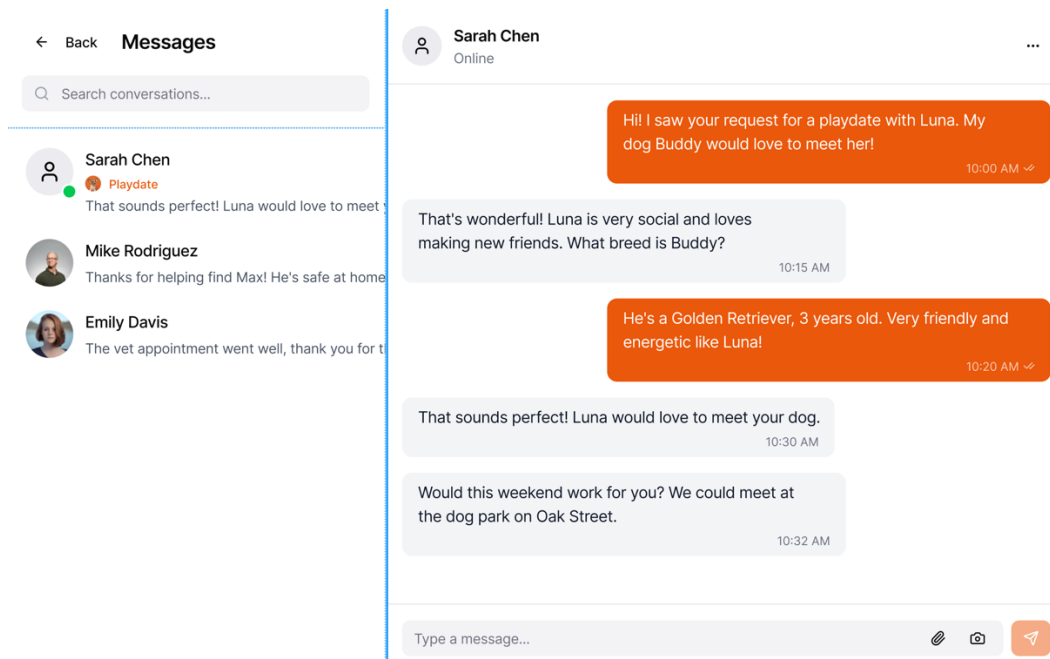 Back Messages
Search conversations...
Sarah Chen
Playdate
That sounds perfect! Luna would love to meet
Mike Rodriguez
Thanks for helping find Max! He's safe at home
Emily Davis
The vet appointment went well, thank you for
Sarah Chen
Online
Hi! I saw your request for a playdate with Luna. My
dog Buddy would love to meet her!
10:00 AM
That's wonderful! Luna is very social and loves
making new friends. What breed is Buddy?
10:15 AM
He's a Golden Retriever, 3 years old. Very friendly and
energetic like Luna!
10:20 AM
That sounds perfect! Luna would love to meet your dog.
10:30 AM
Would this weekend work for you? We could meet at
the dog park on Oak Street.
10:32 AM
Type a message...